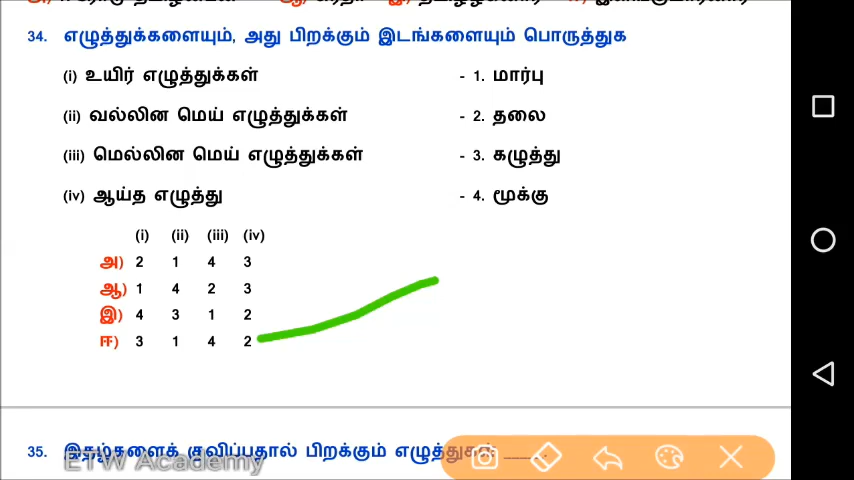 34. எழுத்துக்களையும், அது பிறக்கும் இடங்களையும் பொருத்துக
(i) உயிர் எழுத்துக்கள் - 1. மார்பு
(ii) வல்லின மெய் எழுத்துக்கள் - 2. தலை
(iii) மெல்லின மெய் எழுத்துக்கள் - 3. கழுத்து
(iv) ஆய்த எழுத்து - 4. மூக்கு
(i) (ii) (iii) (iv)
அ) 2 1 4 3
ஆ) 1 4 2 3
இ) 4 3 1 2
ஈ) 3 1 4 2
35. இதழ்களைக் குவிப்பதால் பிறக்கும் எழுத்துகள் ____.
ETW Academy